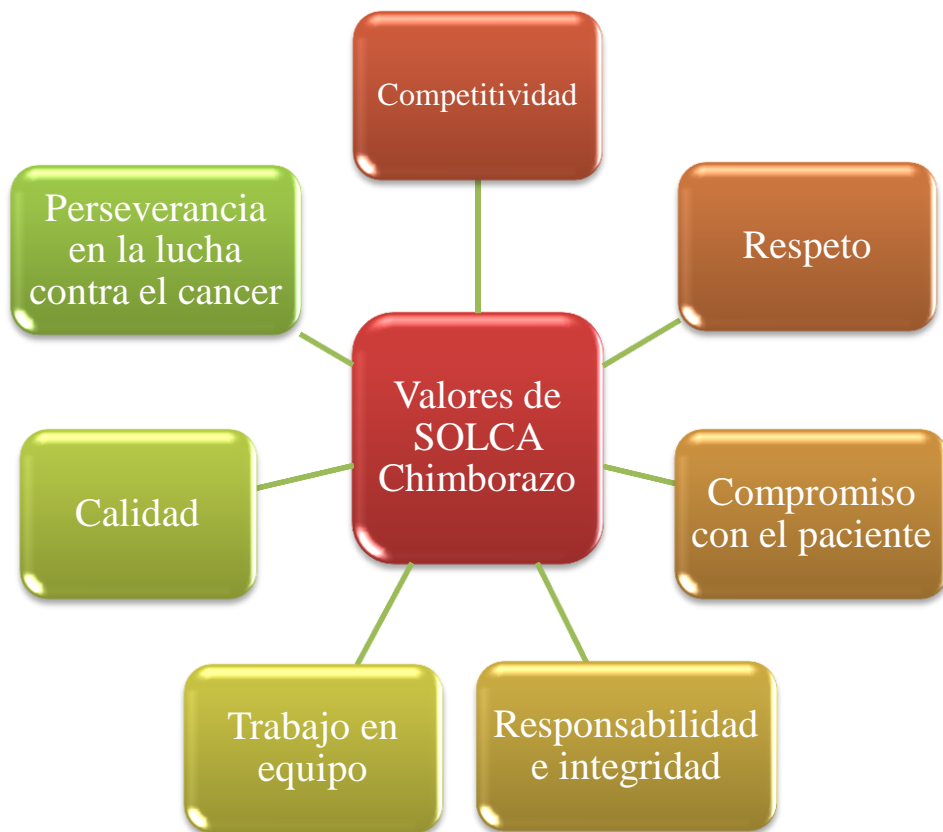 Competitividad
Respeto
Compromiso
con el paciente
Responsabilidad
e integridad
Trabajo en
equipo
Calidad
Perseverancia
en la lucha
contra el cancer
Valores de
SOLCA
Chimborazo